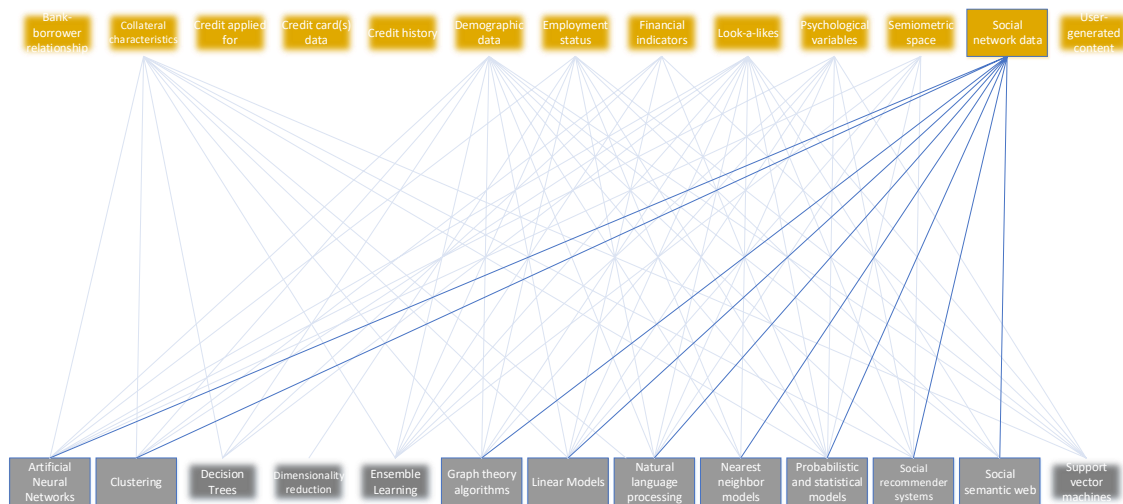 Bank-
borrower
relationship
Collateral
characteristics
Credit applied
for
Credit card(s)
data
Credit history
Demographic
data
Employment
status
Financial
indicators
Look-a-likes
Psychological
variables
Semiometric
space
Social
network data
User-
generated
content
Artificial
Neural
Networks
Clustering
Decision
Trees
Dimensionality
reduction
Ensemble
Learning
Graph theory
algorithms
Linear Models
Natural
language
processing
Nearest
neighbor
models
Probabilistic
and statistical
models
Social
recommender
systems
Social
semantic web
Support
vector
machines